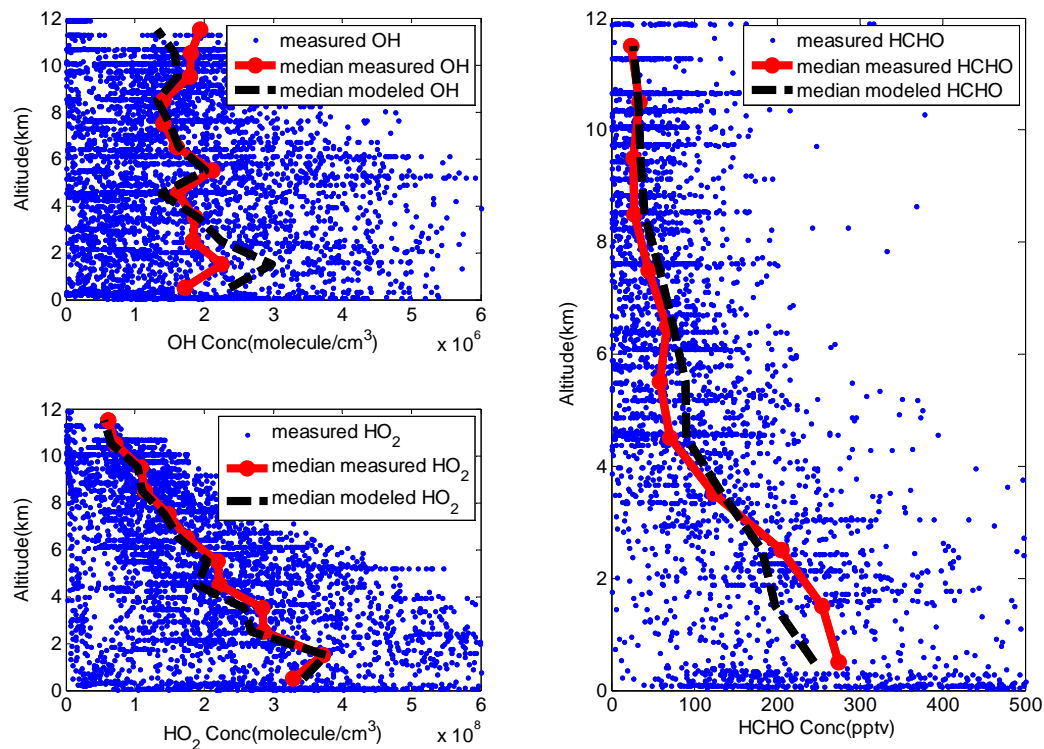 12
10
8
6
4
2
0
Altitude(km)
measured OH
median measured OH
median modeled OH
0 1 2 3 4 5 6
OH Conc(molecule/cm³) x 10⁶
12
10
8
6
4
2
0
Altitude(km)
measured HO₂
median measured HO₂
median modeled HO₂
0 1 2 3 4 5 6
HO₂ Conc(molecule/cm³) x 10⁸
12
10
8
6
4
2
0
Altitude(km)
measured HCHO
median measured HCHO
median modeled HCHO
0 100 200 300 400 500
HCHO Conc(pptv)